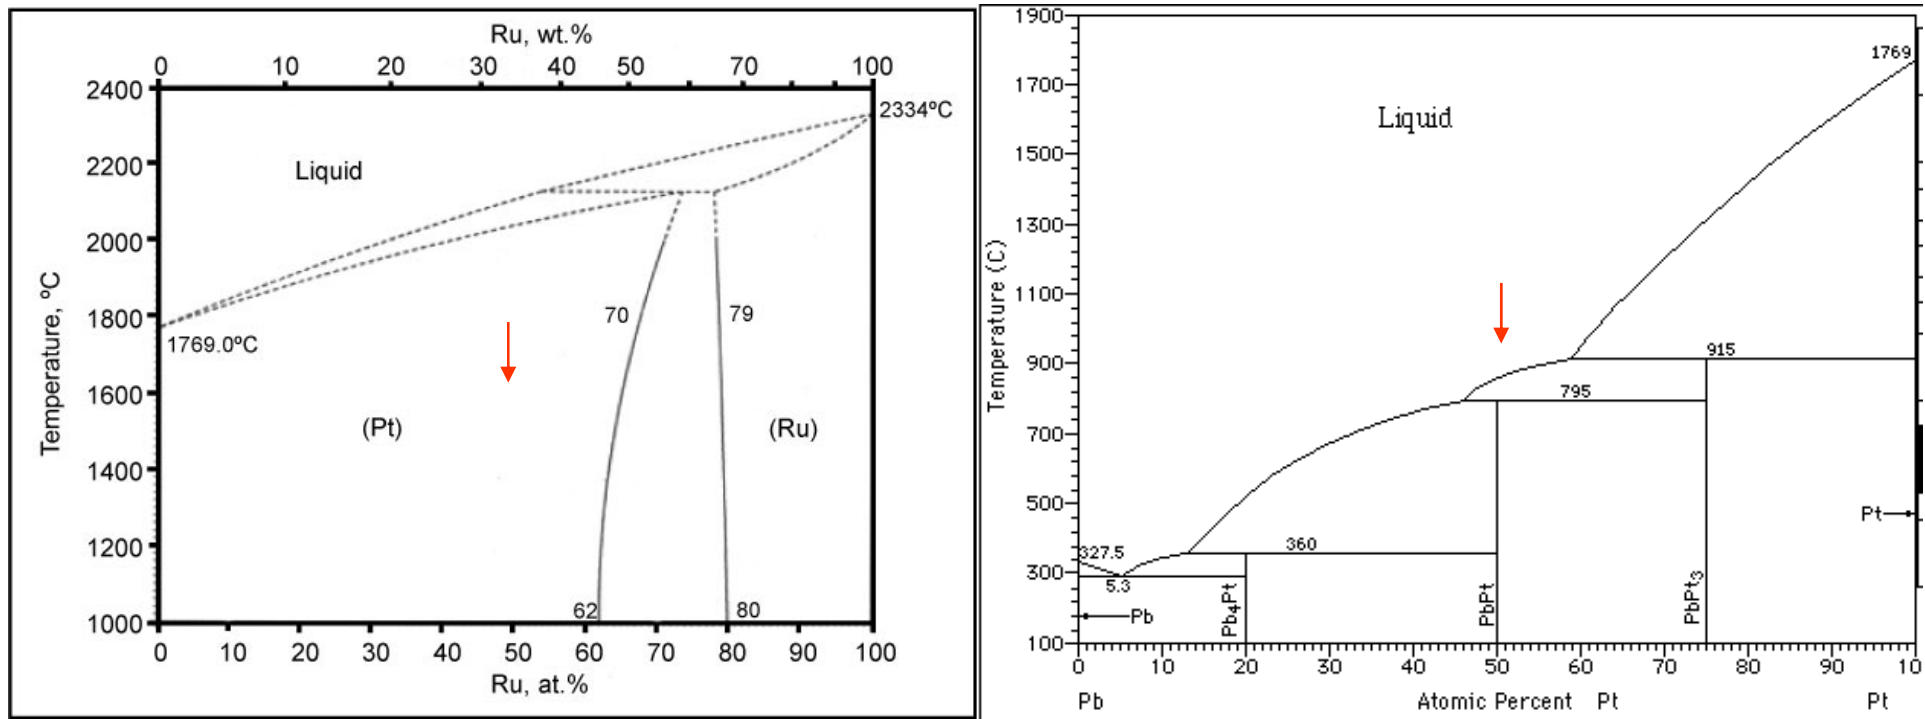 Ru, wt.%
0 10 20 30 40 50 70 100
2400
2200
2000
1800
1600
1400
1200
1000
Temperature, ºC
2334ºC
Liquid
1769.0ºC
70
79
(Pt)
(Ru)
62
80
0 10 20 30 40 50 60 70 80 90 100
Ru, at.%
1900
1700
1500
1300
1100
900
700
500
300
100
Temperature (C)
1769
Liquid
915
795
360
327.5
5.3
Pb
Pb4Pt
PbPt
PbPt3
Pt
0 10 20 30 40 50 60 70 80 90 10
Pb Atomic Percent Pt Pt